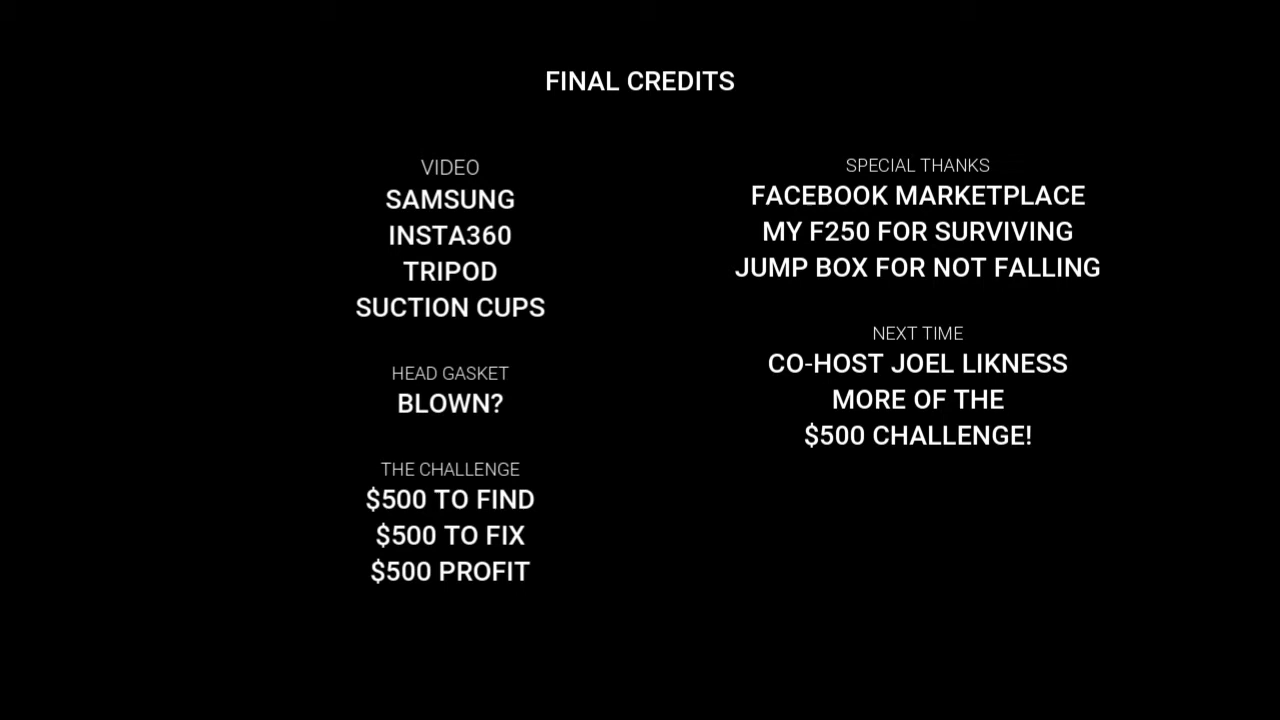 FINAL CREDITS
VIDEO
SAMSUNG
INSTA360
TRIPOD
SUCTION CUPS
HEAD GASKET
BLOWN?
THE CHALLENGE
$500 TO FIND
$500 TO FIX
$500 PROFIT
SPECIAL THANKS
FACEBOOK MARKETPLACE
MY F250 FOR SURVIVING
JUMP BOX FOR NOT FALLING
NEXT TIME
CO-HOST JOEL LIKNESS
MORE OF THE
$500 CHALLENGE!